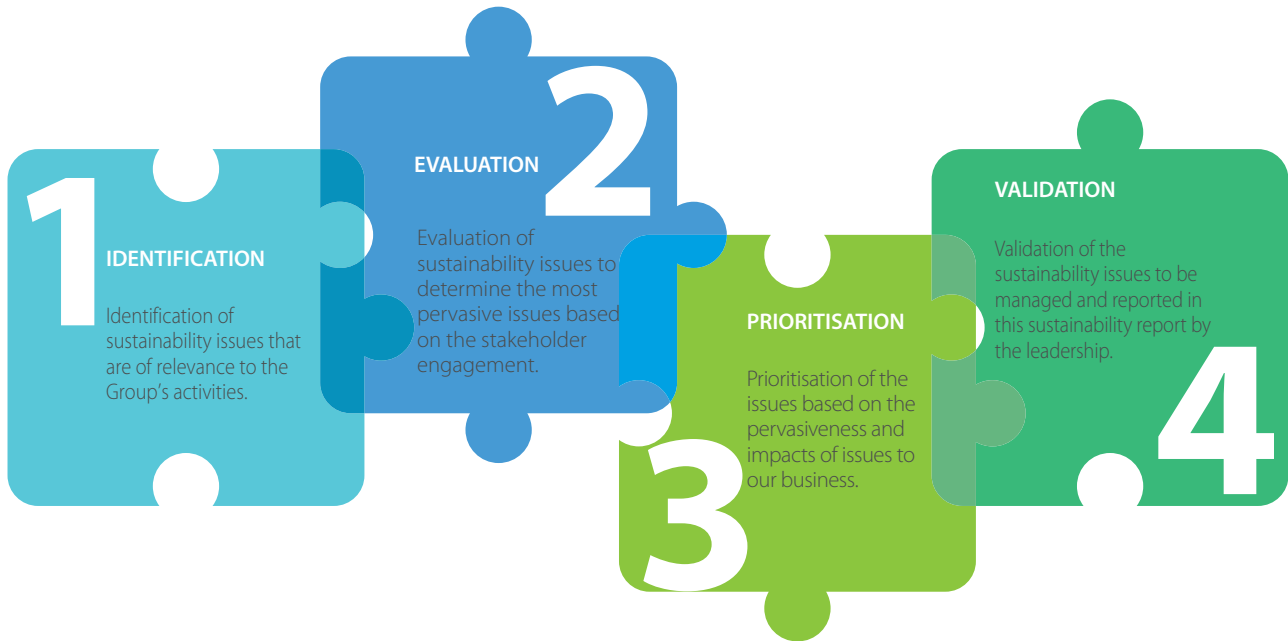 1
IDENTIFICATION
Identification of
sustainability issues that
are of relevance to the
Group's activities.
2
EVALUATION
Evaluation of
sustainability issues to
determine the most
pervasive issues based
on the stakeholder
engagement.
3
PRIORITISATION
Prioritisation of the
issues based on the
pervasiveness and
impacts of issues to
our business.
4
VALIDATION
Validation of the
sustainability issues to be
managed and reported in
this sustainability report by
the leadership.